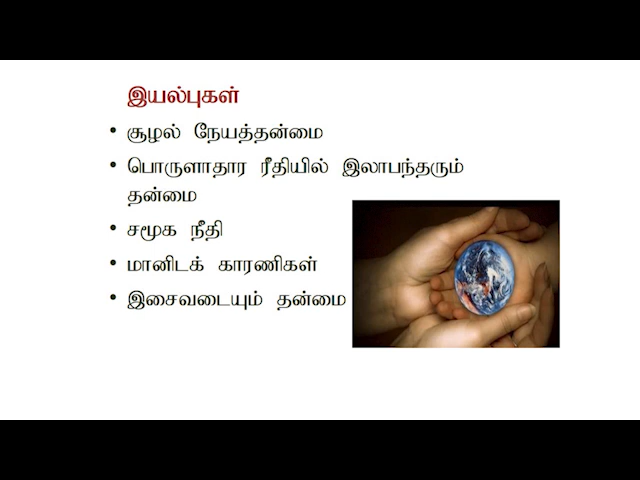 இயல்புகள்
• சூழல் நேயத்தன்மை
• பொருளாதார ரீதியில் இலாபந்தரும்
தன்மை
• சமூக நீதி
• மானிடக் காரணிகள்
• இசைவடையும் தன்மை